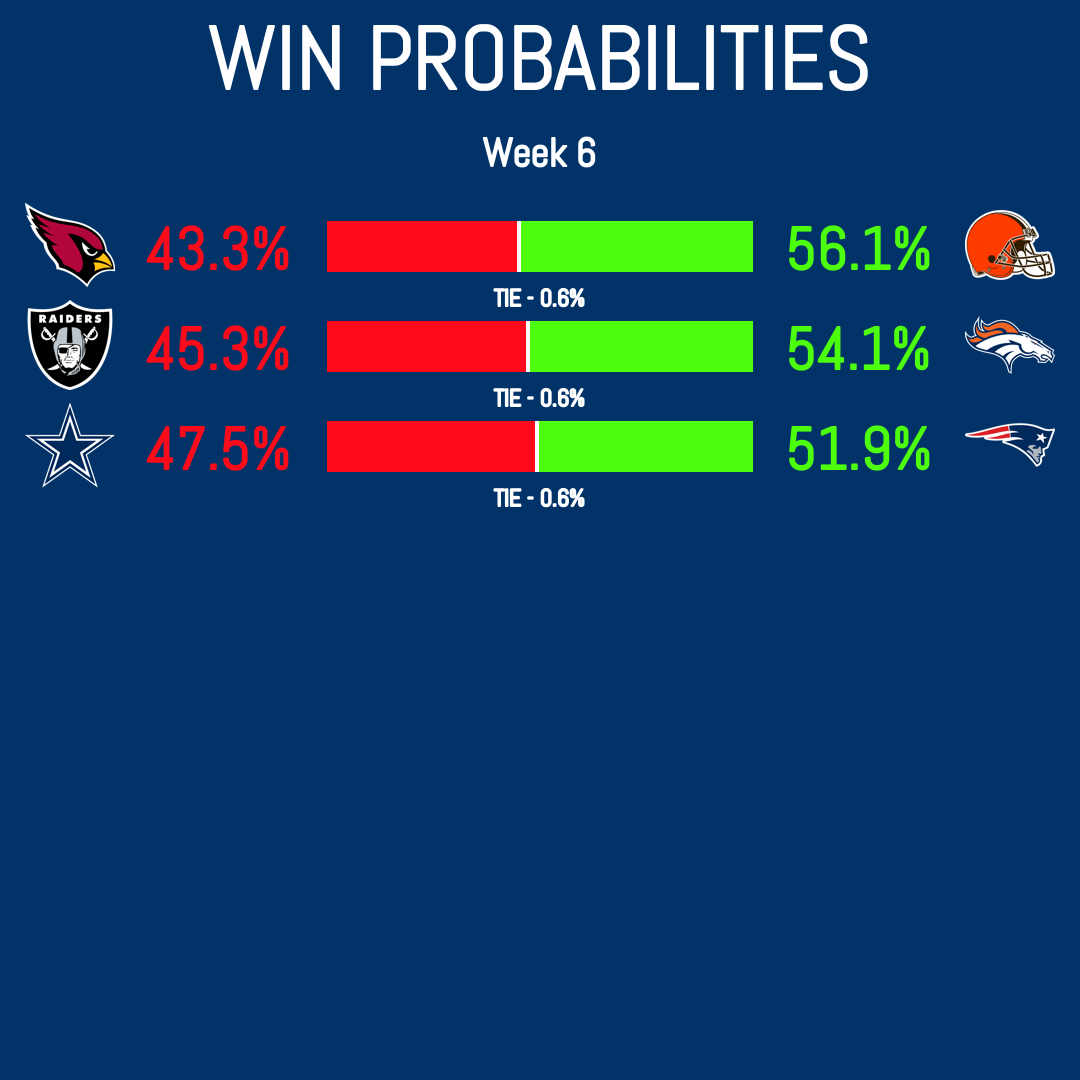 WIN PROBABILITIES
Week 6
43.3% 56.1%
TIE - 0.6%
RAIDERS
45.3% 54.1%
TIE - 0.6%
47.5% 51.9%
TIE - 0.6%